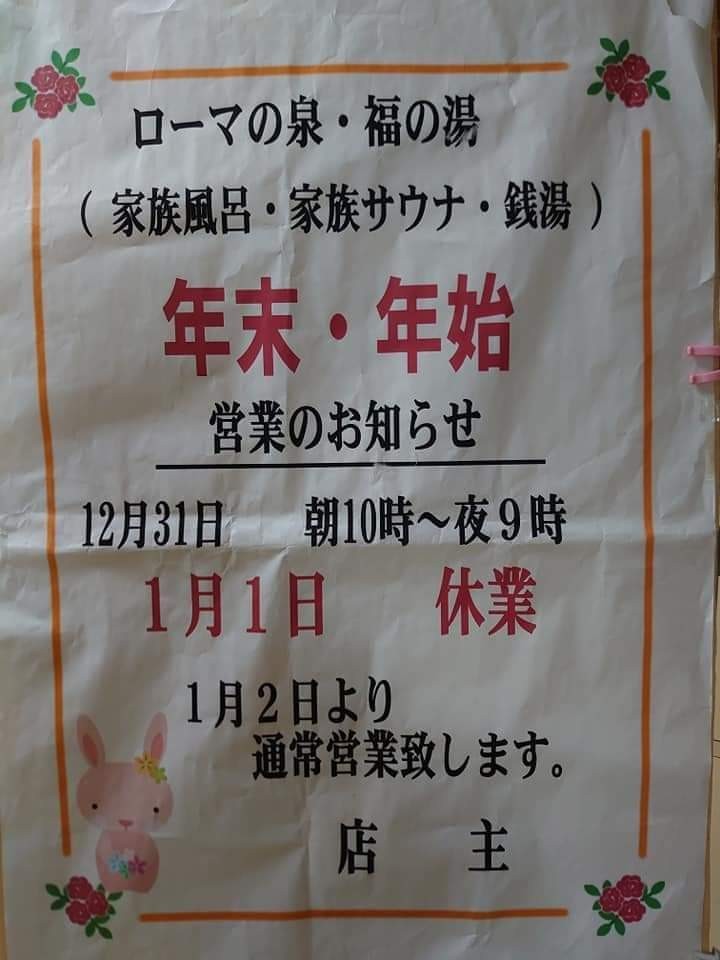 ローマの泉・福の湯
（ 家族風呂・家族サウナ・銭湯 ）
年末・年始
営業のお知らせ
12月31日　朝10時～夜９時
１月１日　休業
１月２日より
通常営業致します。
店　主